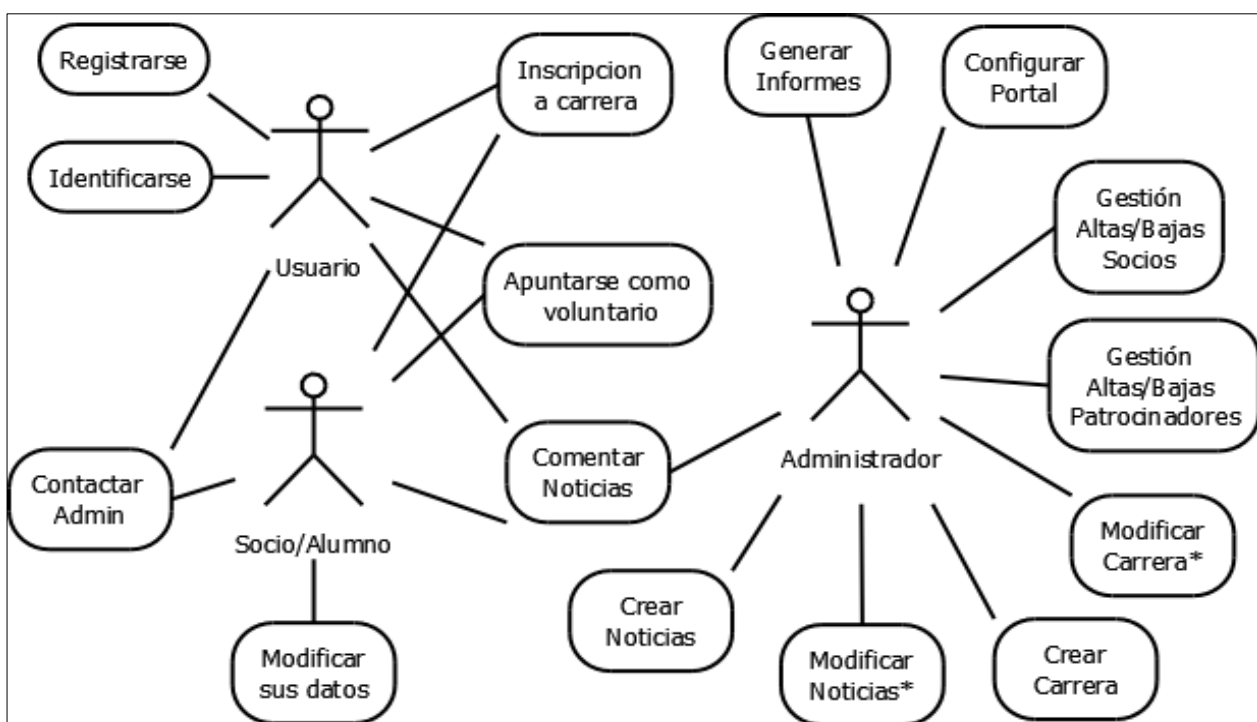 Registrarse
Identificarse
Usuario
Inscripcion
a carrera
Apuntarse como
voluntario
Contactar
Admin
Socio/Alumno
Modificar
sus datos
Comentar
Noticias
Generar
Informes
Configurar
Portal
Gestión
Altas/Bajas
Socios
Gestión
Altas/Bajas
Patrocinadores
Administrador
Modificar
Carrera*
Crear
Noticias
Modificar
Noticias*
Crear
Carrera